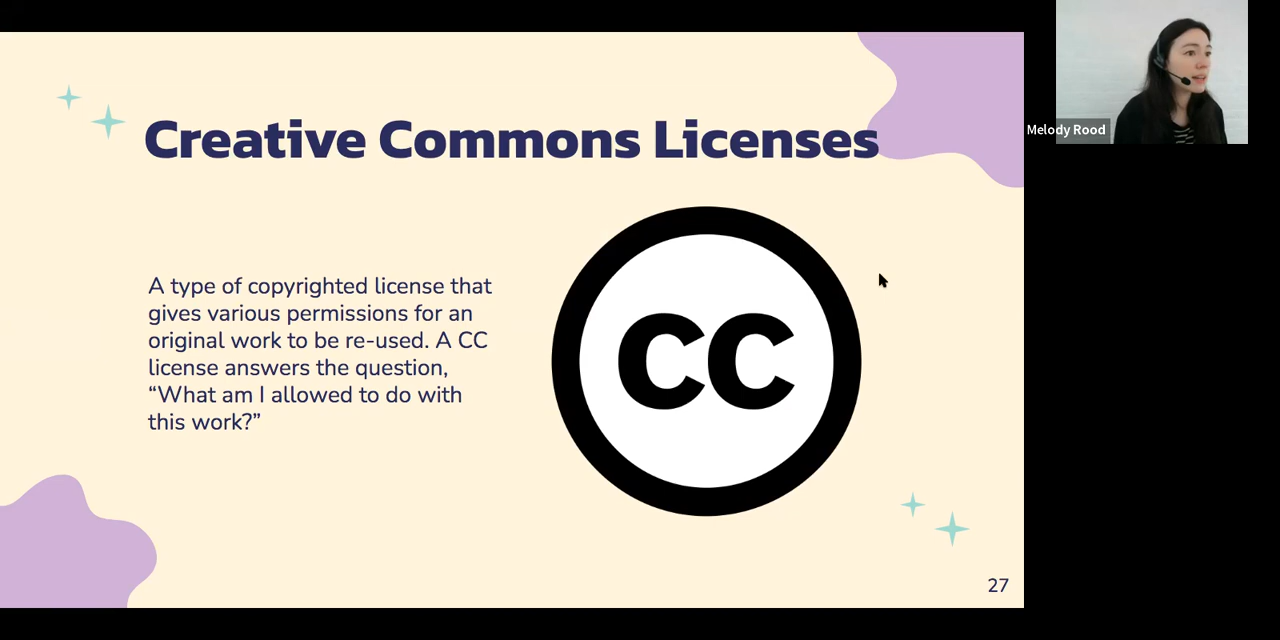 Creative Commons Licenses
Melody Rood
A type of copyrighted license that
gives various permissions for an
original work to be re-used. A CC
license answers the question,
“What am I allowed to do with
this work?”
CC
27